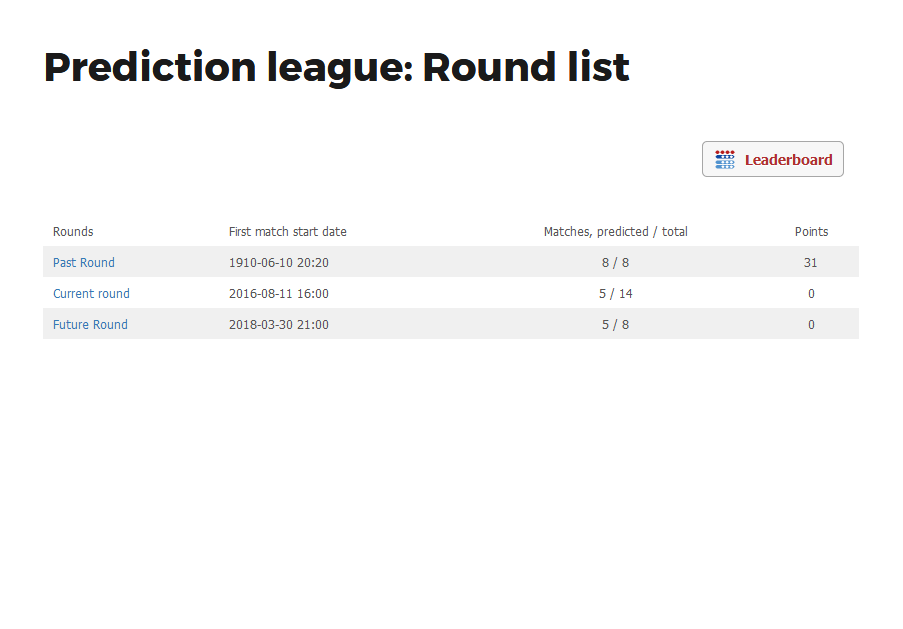 Prediction league: Round list
Leaderboard
Rounds First match start date Matches, predicted / total Points
Past Round 1910-06-10 20:20 8 / 8 31
Current round 2016-08-11 16:00 5 / 14 0
Future Round 2018-03-30 21:00 5 / 8 0